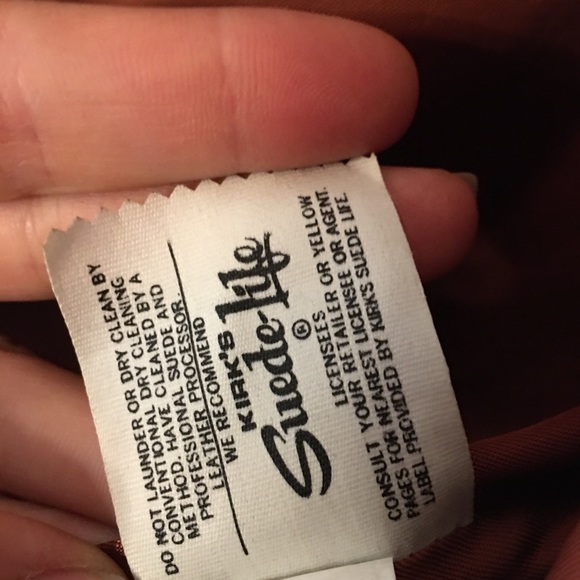 DO NOT LAUNDER OR DRY CLEAN BY
CONVENTIONAL DRY CLEANING
METHOD. HAVE CLEANED BY A
PROFESSIONAL SUEDE AND
LEATHER PROCESSOR.
WE RECOMMEND
KIRK'S
Suede-Life
®
LICENSEES
CONSULT YOUR RETAILER OR YELLOW
PAGES FOR NEAREST LICENSEE OR AGENT.
LABEL PROVIDED BY KIRK'S SUEDE LIFE.